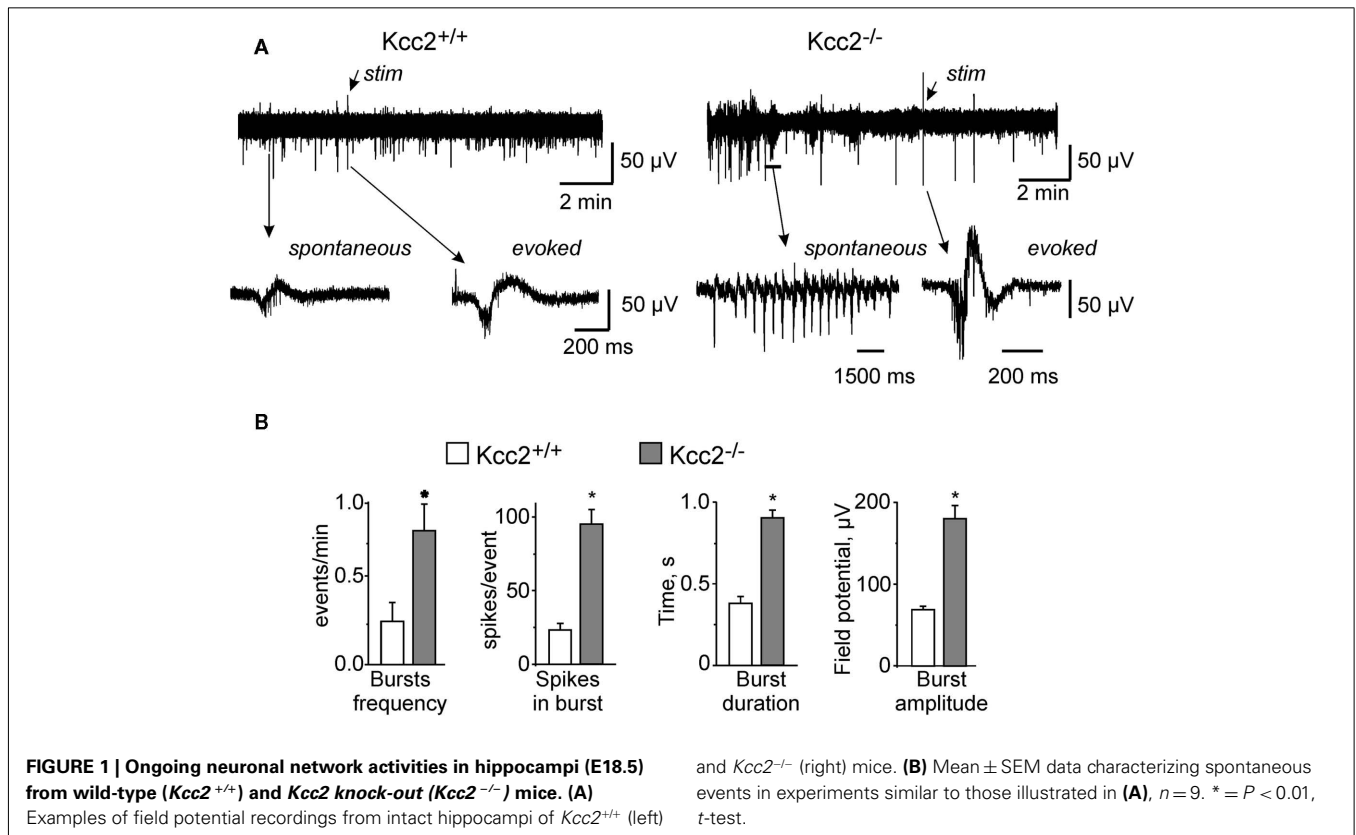 A
Kcc2+/+
Kcc2-/-
stim
stim
50 µV
2 min
50 µV
2 min
spontaneous
evoked
spontaneous
evoked
50 µV
200 ms
50 µV
1500 ms
200 ms
B
Kcc2+/+
Kcc2-/-
events/min
1.0
0.5
0.0
*
Bursts
frequency
spikes/event
100
50
0
*
Spikes
in burst
Time, s
1.0
0.5
0
*
Burst
duration
Field potential, µV
200
100
0
*
Burst
amplitude
FIGURE 1 | Ongoing neuronal network activities in hippocampi (E18.5)
from wild-type (Kcc2 +/+) and Kcc2 knock-out (Kcc2 −/−) mice. (A)
Examples of field potential recordings from intact hippocampi of Kcc2+/+ (left)
and Kcc2−/− (right) mice. (B) Mean ± SEM data characterizing spontaneous
events in experiments similar to those illustrated in (A), n = 9. * = P < 0.01,
t-test.